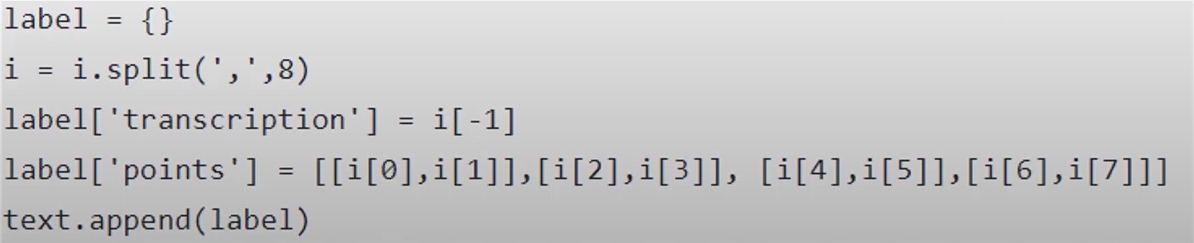 label = {}
i = i.split(',',8)
label['transcription'] = i[-1]
label['points'] = [[i[0],i[1]],[i[2],i[3]], [i[4],i[5]],[i[6],i[7]]]
text.append(label)